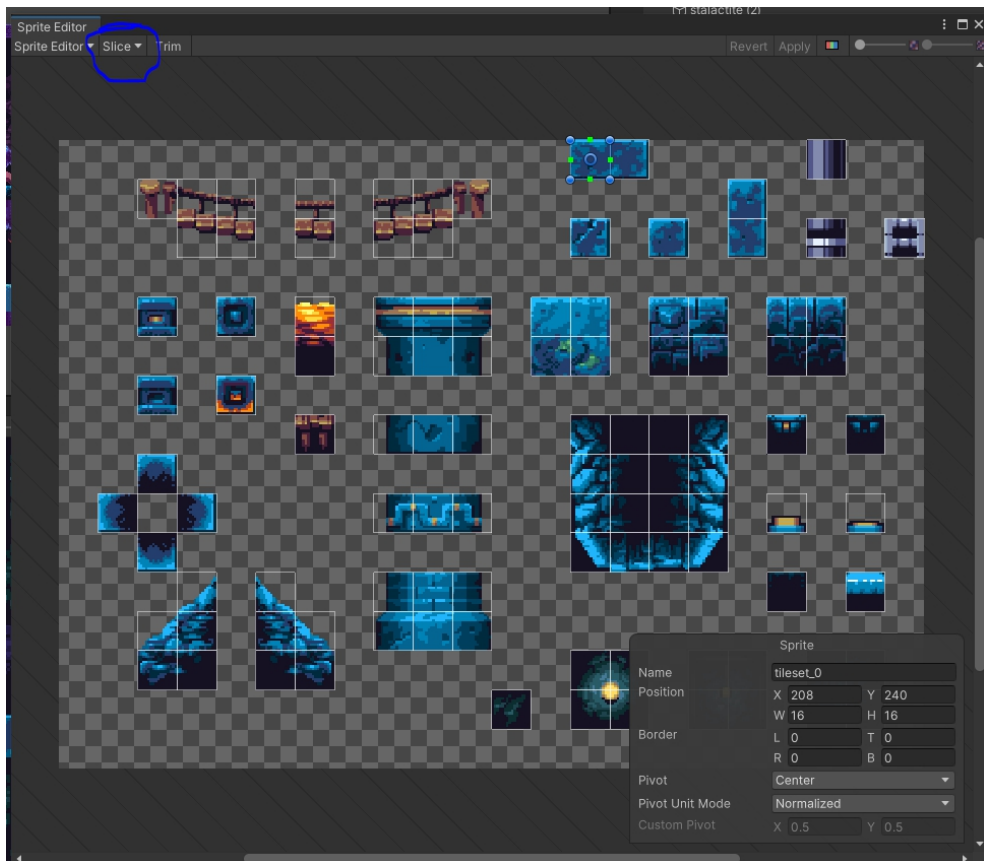 stalactite (2)
Sprite Editor
Sprite Editor Slice Trim Revert Apply
Sprite
Name tileset_0
Position X 208 Y 240
W 16 H 16
Border L 0 T 0
R 0 B 0
Pivot Center
Pivot Unit Mode Normalized
Custom Pivot X 0.5 Y 0.5